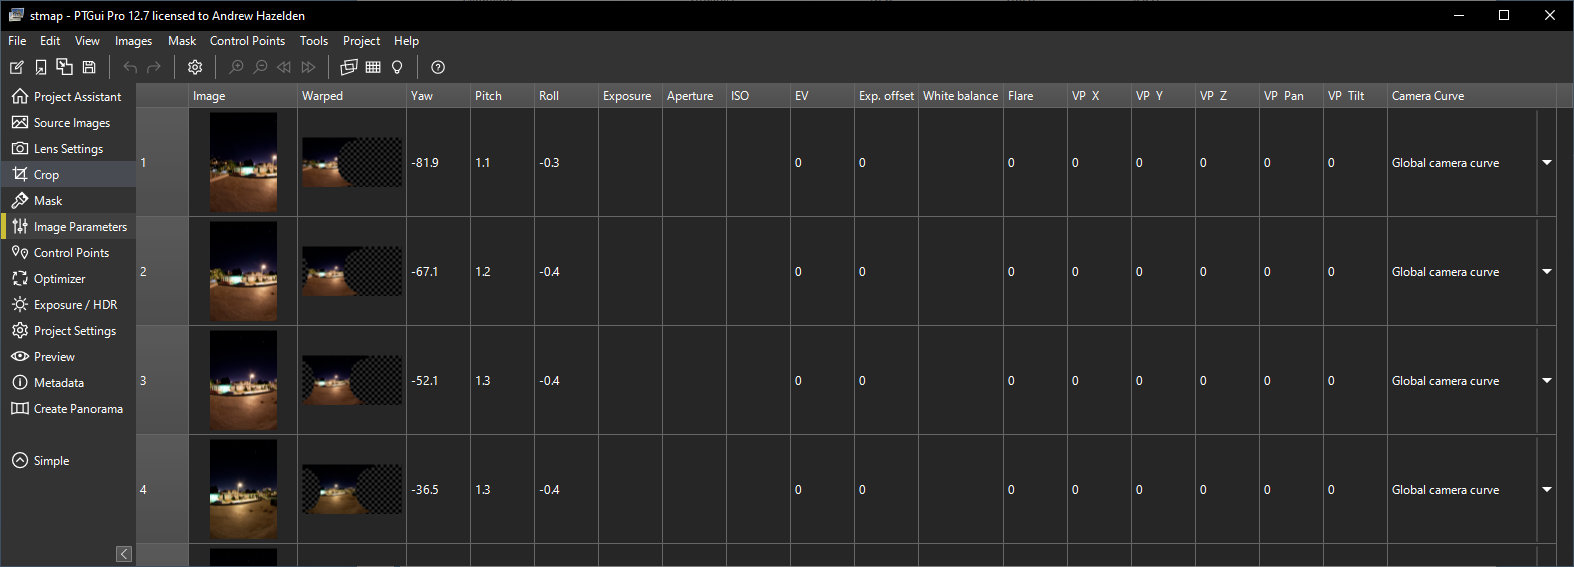 stmap - PTGui Pro 12.7 licensed to Andrew Hazelden
File Edit View Images Mask Control Points Tools Project Help
Project Assistant
Source Images
Lens Settings
Crop
Mask
Image Parameters
Control Points
Optimizer
Exposure / HDR
Project Settings
Preview
Metadata
Create Panorama
Simple
Image Warped Yaw Pitch Roll Exposure Aperture ISO EV Exp. offset White balance Flare VP X VP Y VP Z VP Pan VP Tilt Camera Curve
1 -81.9 1.1 -0.3 0 0 0 0 0 0 0 0 Global camera curve
2 -67.1 1.2 -0.4 0 0 0 0 0 0 0 0 Global camera curve
3 -52.1 1.3 -0.4 0 0 0 0 0 0 0 0 Global camera curve
4 -36.5 1.3 -0.4 0 0 0 0 0 0 0 0 Global camera curve